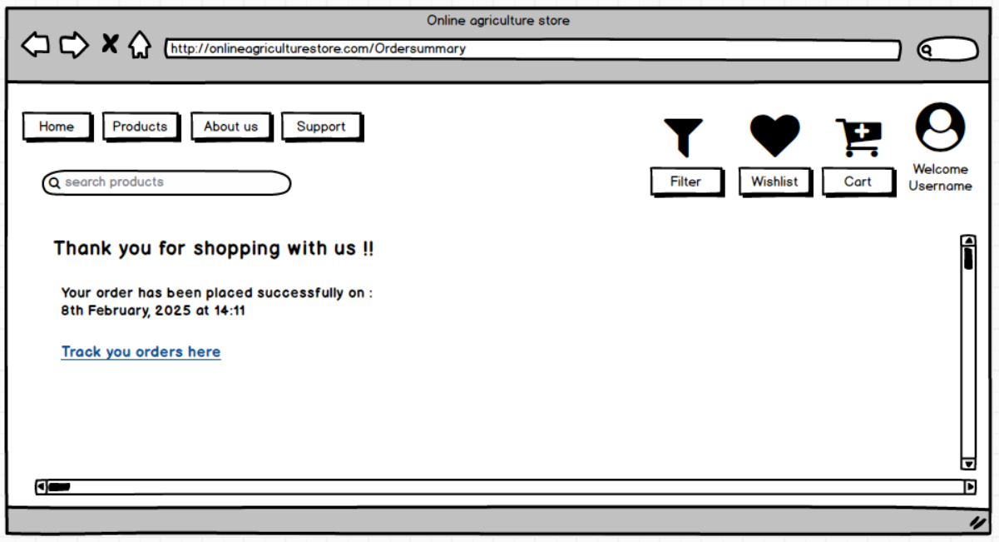 Online agriculture store
http://onlineagriculturestore.com/Ordersummary
Home Products About us Support
search products
Filter Wishlist Cart Welcome
Username
Thank you for shopping with us !!
Your order has been placed successfully on :
8th February, 2025 at 14:11
Track you orders here